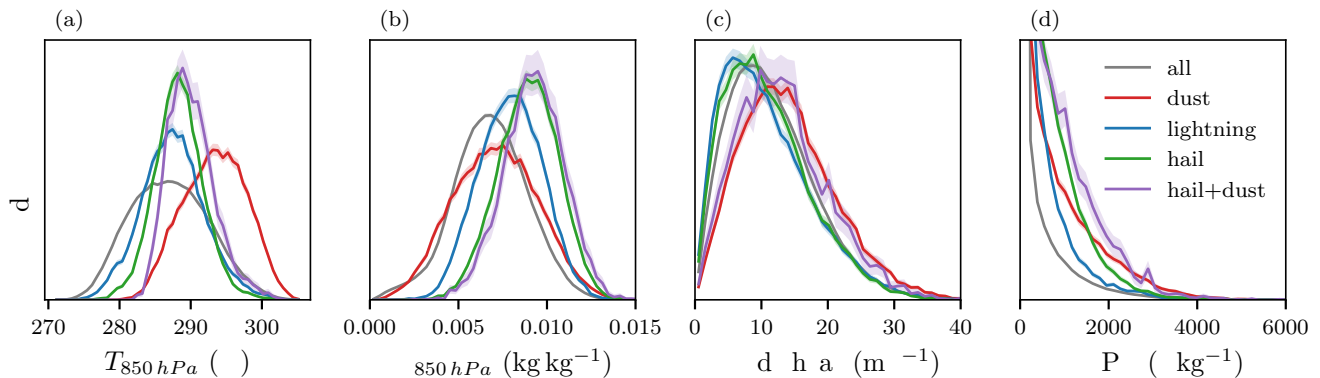 (a) (b) (c) (d)
all
dust
lightning
hail
hail+dust
d
270 280 290 300 0.000 0.005 0.010 0.015 0 10 20 30 40 0 2000 4000 6000
T850 hPa ( ) 850 hPa (kg kg−1) d h a (m −1) P ( kg−1)